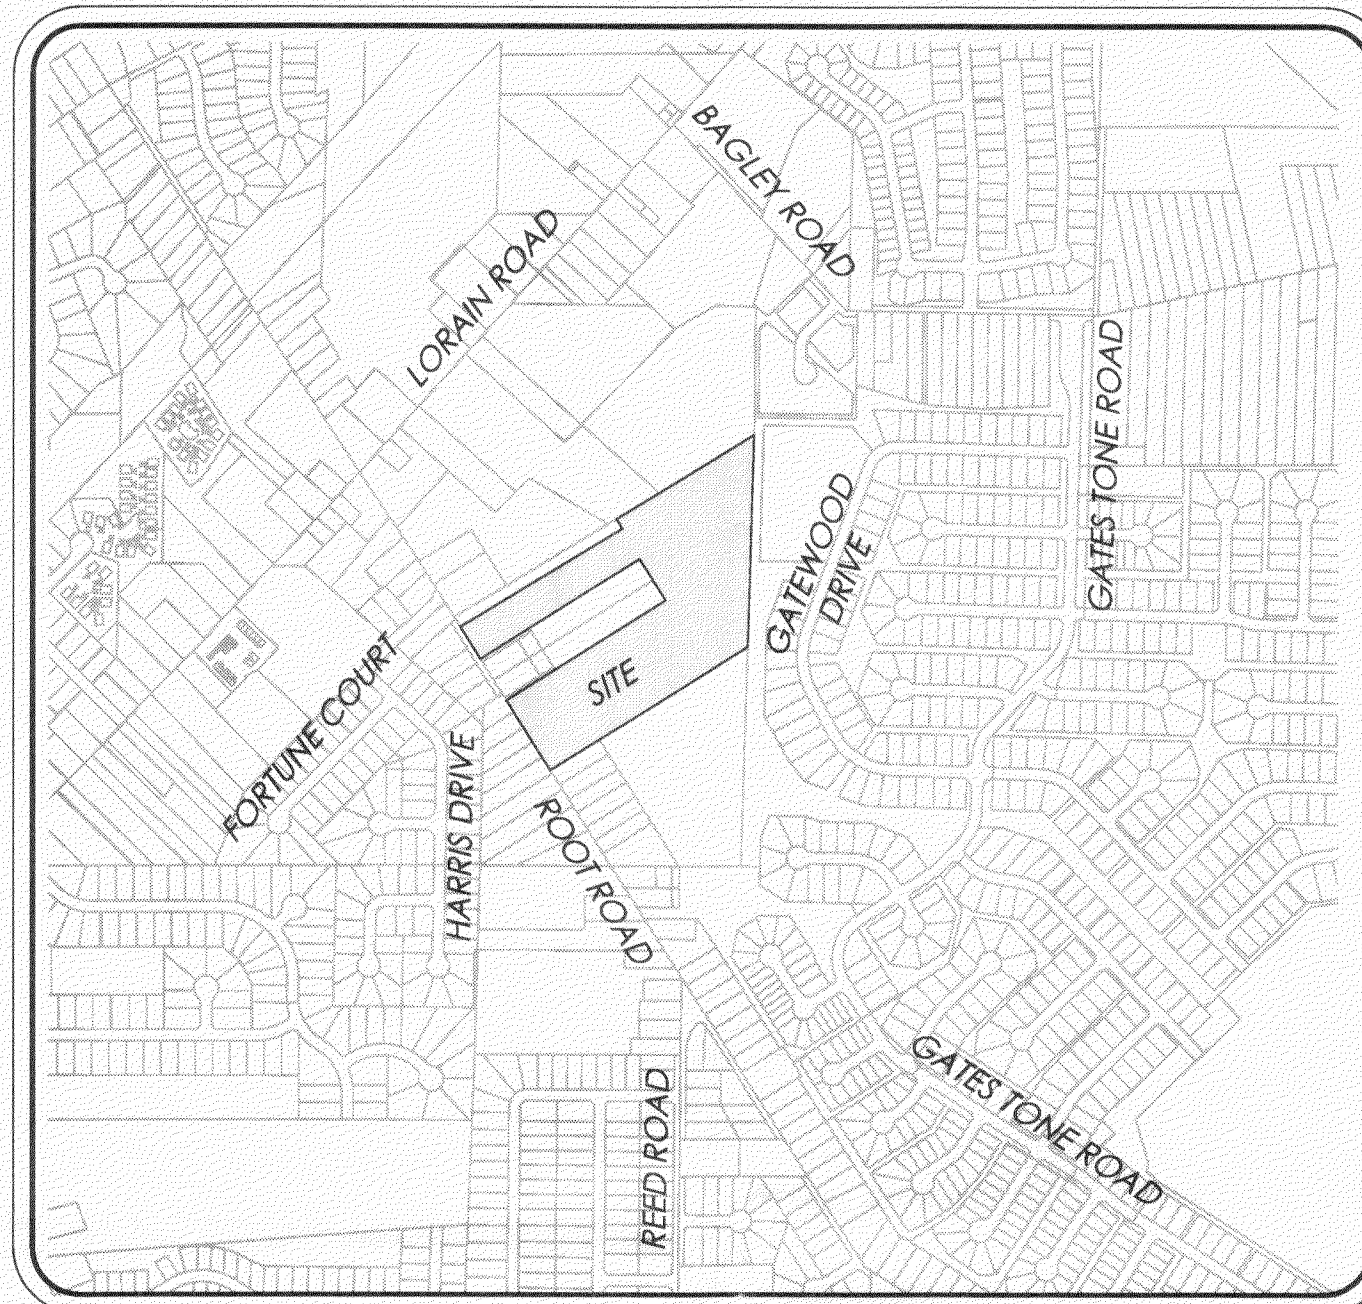 BAGLEY ROAD
LORAIN ROAD
GATES TONE ROAD
GATEWOOD
DRIVE
SITE
FORTUNE COURT
HARRIS DRIVE
ROOT ROAD
GATES TONE ROAD
REED ROAD